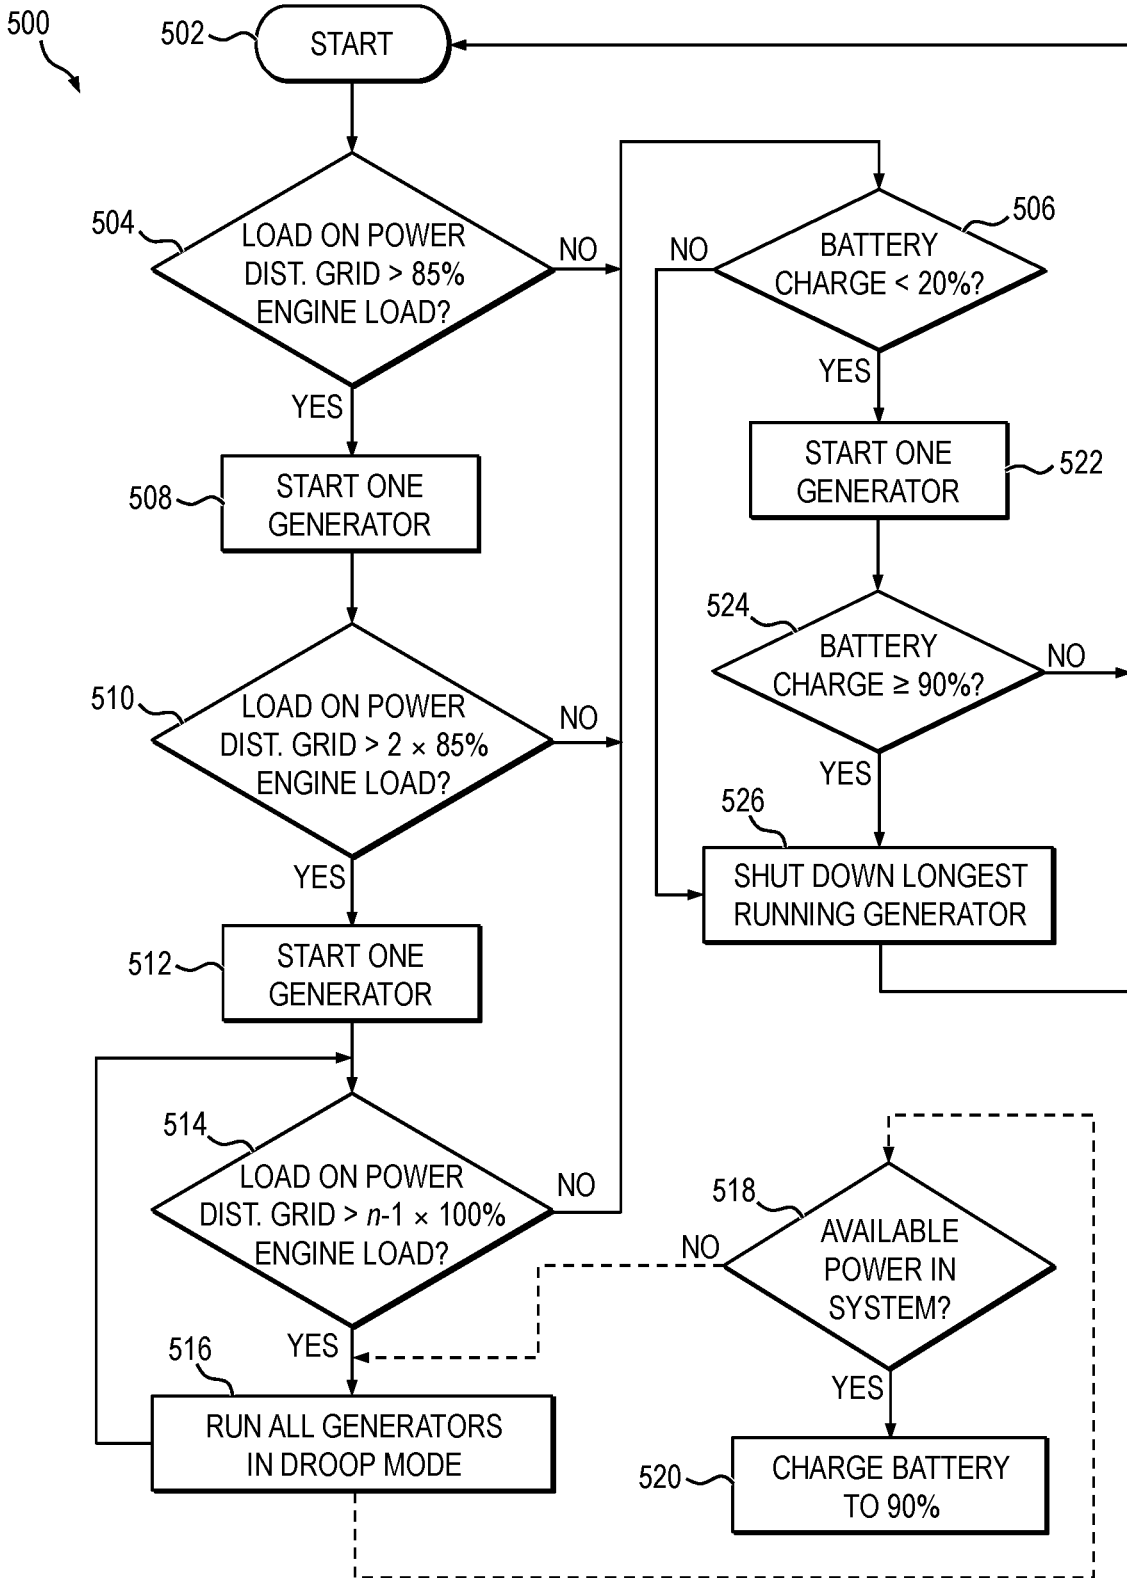 500
502
START
504
LOAD ON POWER
DIST. GRID > 85%
ENGINE LOAD?
NO
YES
508
START ONE
GENERATOR
510
LOAD ON POWER
DIST. GRID > 2 × 85%
ENGINE LOAD?
NO
YES
512
START ONE
GENERATOR
514
LOAD ON POWER
DIST. GRID > n-1 × 100%
ENGINE LOAD?
NO
YES
516
RUN ALL GENERATORS
IN DROOP MODE
506
BATTERY
CHARGE < 20%?
NO
YES
522
START ONE
GENERATOR
524
BATTERY
CHARGE ≥ 90%?
NO
YES
526
SHUT DOWN LONGEST
RUNNING GENERATOR
518
AVAILABLE
POWER IN
SYSTEM?
NO
YES
520
CHARGE BATTERY
TO 90%